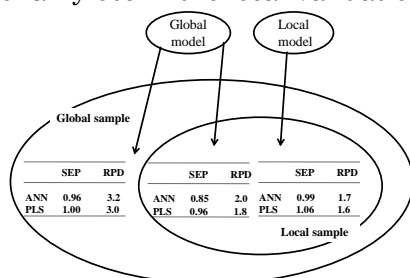 Global
model
Local
model
Global sample
SEP RPD
ANN 0.96 3.2
PLS 1.00 3.0
SEP RPD
ANN 0.85 2.0
PLS 0.96 1.8
SEP RPD
ANN 0.99 1.7
PLS 1.06 1.6
Local sample